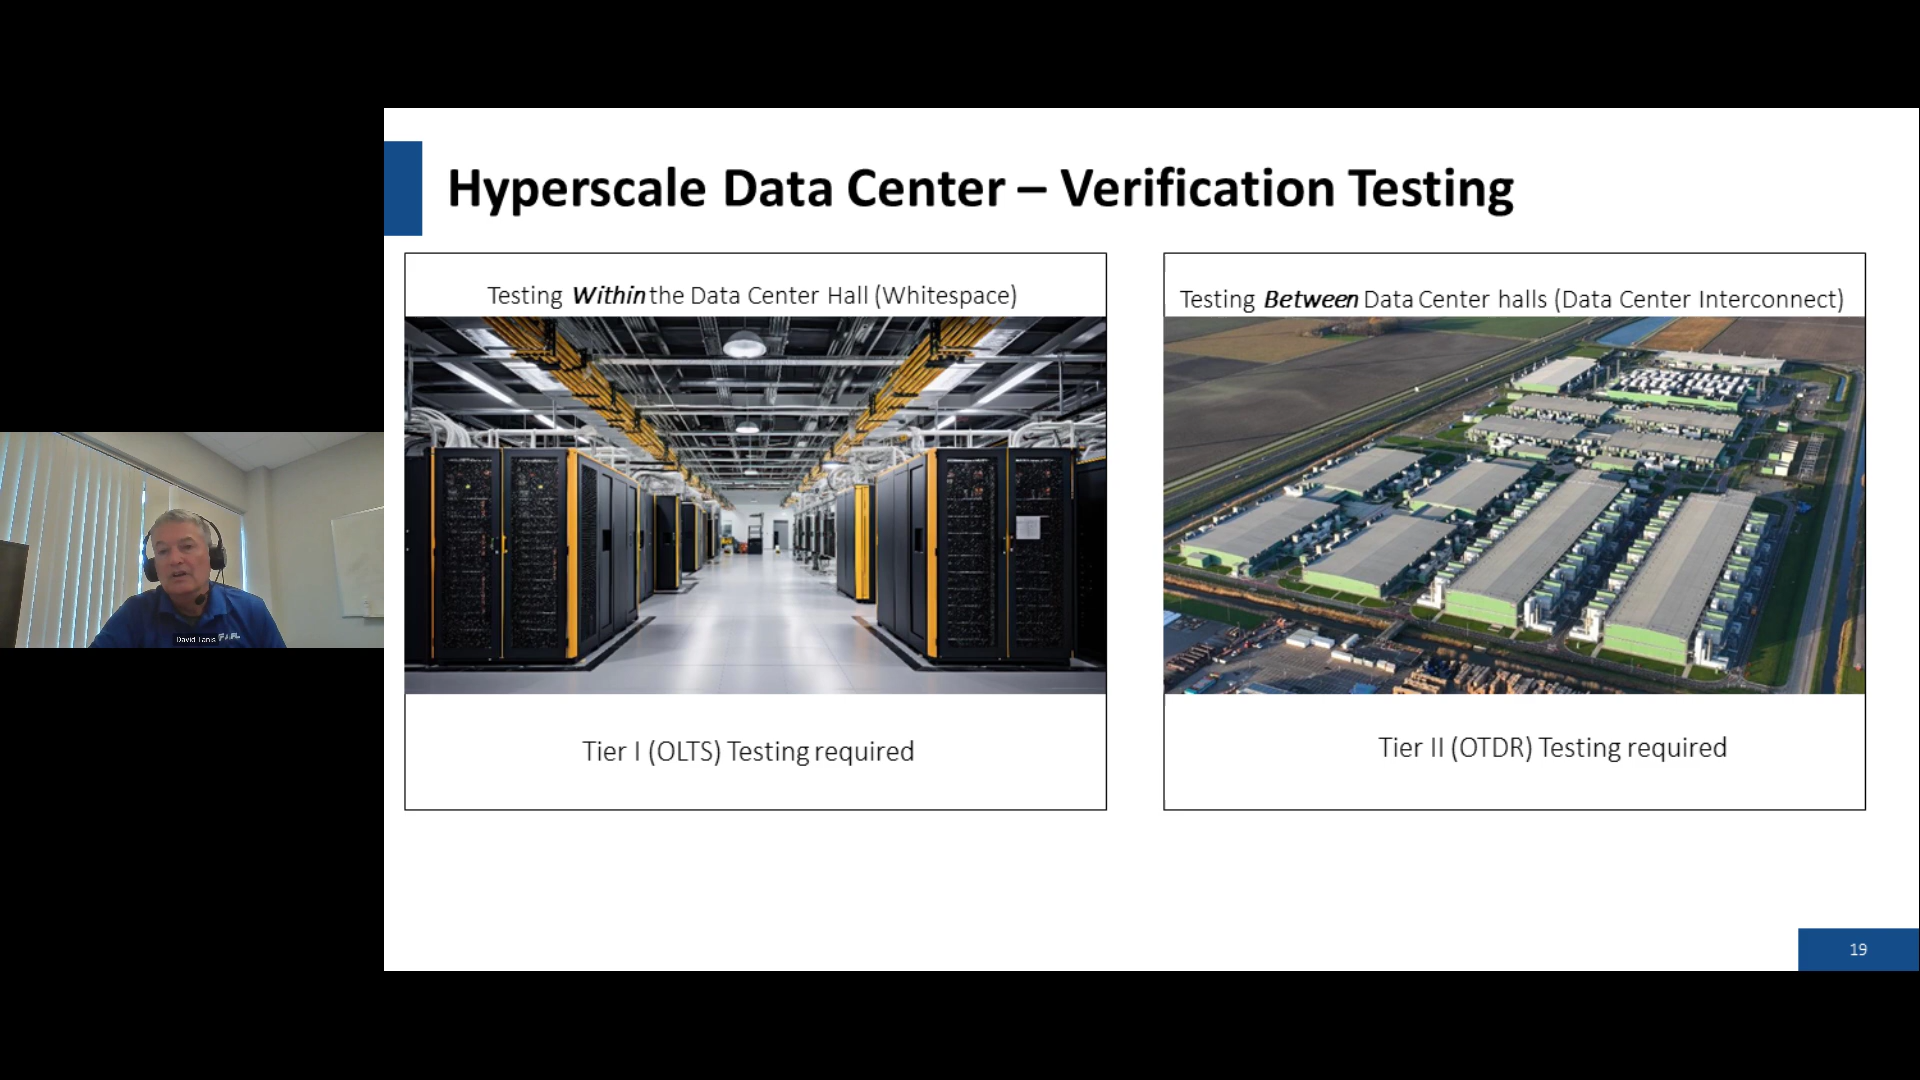 Hyperscale Data Center – Verification Testing
Testing Within the Data Center Hall (Whitespace)
Testing Between Data Center halls (Data Center Interconnect)
Tier I (OLTS) Testing required
Tier II (OTDR) Testing required
David Tanis
19